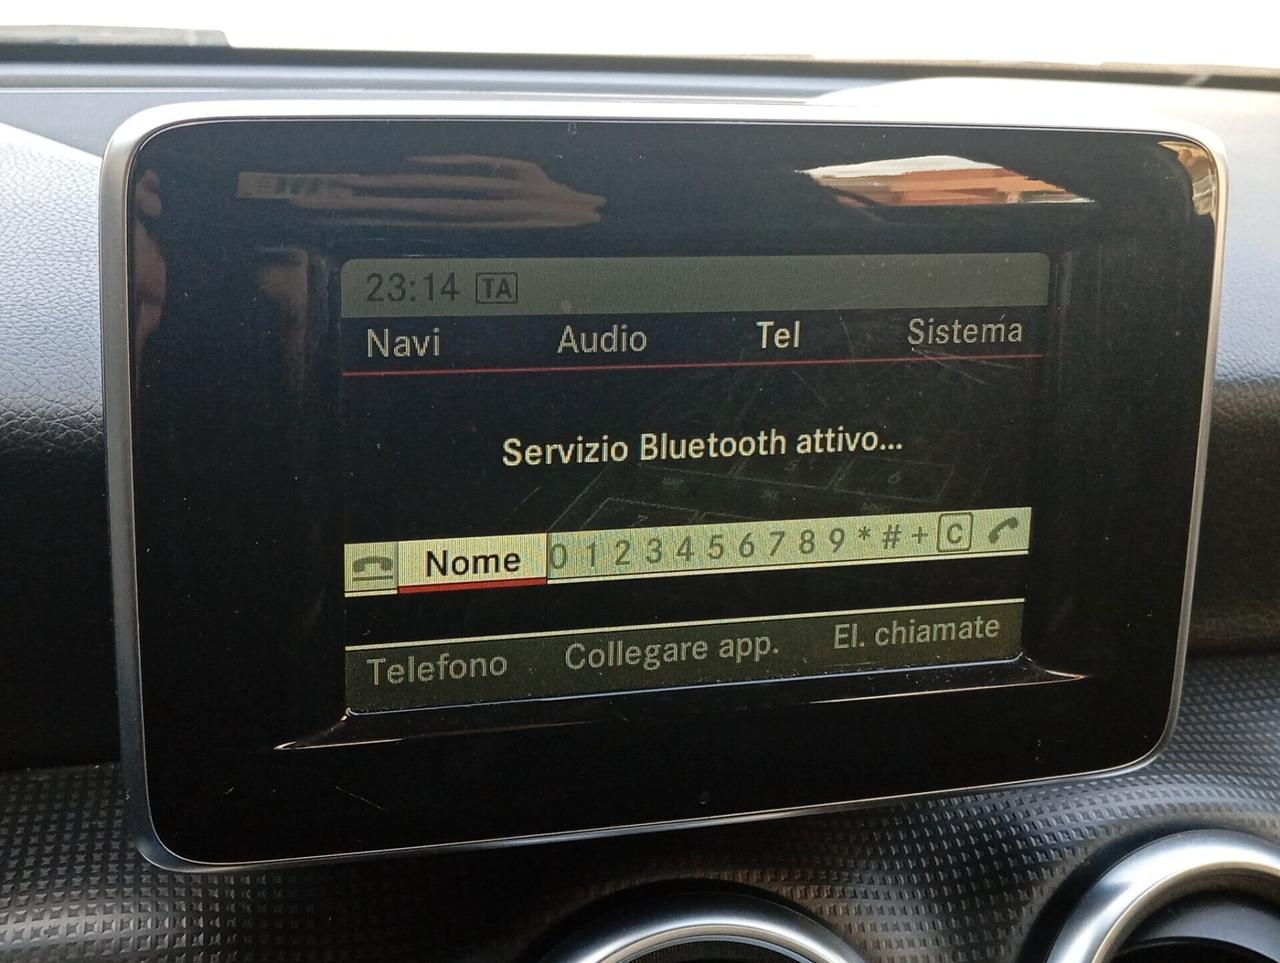 23:14 TA
Navi Audio Tel Sistema
Servizio Bluetooth attivo...
Nome 0 1 2 3 4 5 6 7 8 9 * # + C
Telefono Collegare app. El. chiamate